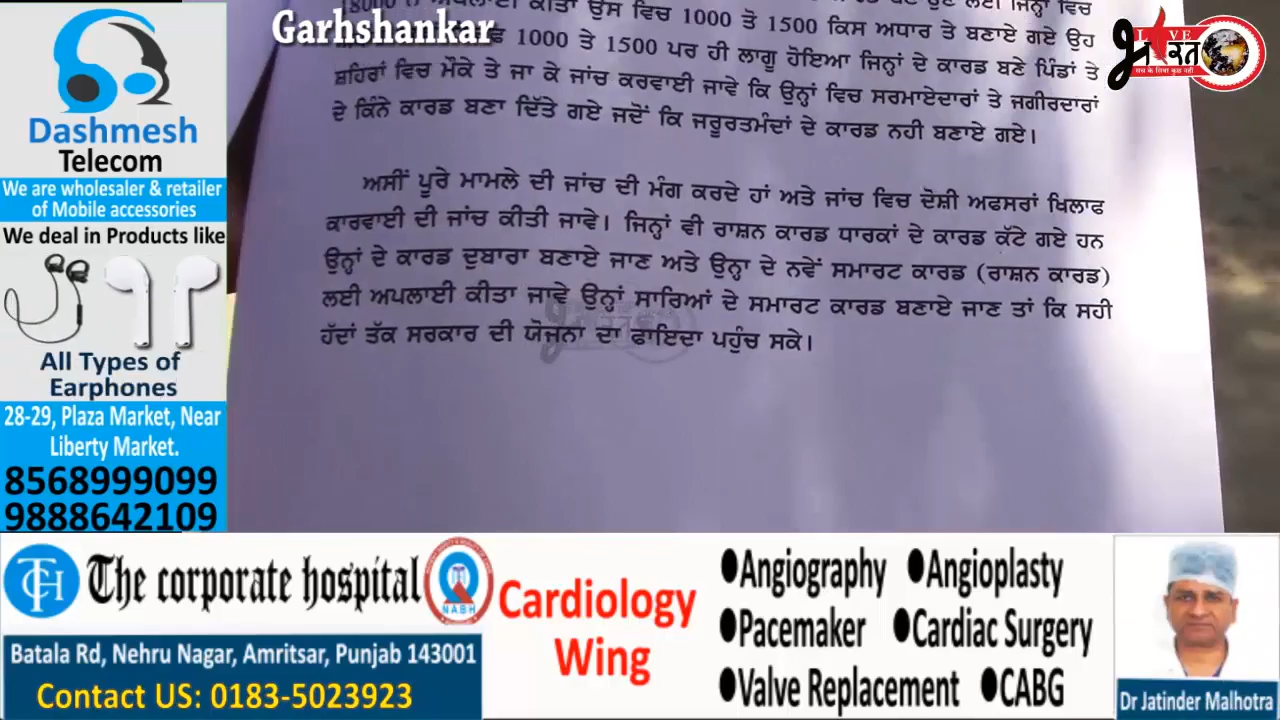 Garhshankar
LIVE
ਅਪਲਾਈ ਕੀਤਾ ਉਸ ਵਿਚ 1000 ਤੋ 1500 ਕਿਸ ਅਧਾਰ ਤੇ ਬਣਾਏ ਗਏ ਉਹ
1000 ਤੇ 1500 ਪਰ ਹੀ ਲਾਗੂ ਹੋਇਆ ਜਿਨ੍ਹਾਂ ਦੇ ਕਾਰਡ ਬਣੇ ਪਿੰਡਾਂ ਤੇ
ਸ਼ਹਿਰਾਂ ਵਿਚ ਮੌਕੇ ਤੇ ਜਾ ਕੇ ਜਾਂਚ ਕਰਵਾਈ ਜਾਵੇ ਕਿ ਉਨ੍ਹਾਂ ਵਿਚ ਸਰਮਾਏਦਾਰਾਂ ਤੇ ਜਗੀਰਦਾਰਾਂ
ਦੇ ਕਿੰਨੇ ਕਾਰਡ ਬਣਾ ਦਿੱਤੇ ਗਏ ਜਦੋਂ ਕਿ ਜਰੂਰਤਮੰਦਾਂ ਦੇ ਕਾਰਡ ਨਹੀ ਬਣਾਏ ਗਏ।
ਅਸੀਂ ਪੂਰੇ ਮਾਮਲੇ ਦੀ ਜਾਂਚ ਦੀ ਮੰਗ ਕਰਦੇ ਹਾਂ ਅਤੇ ਜਾਂਚ ਵਿਚ ਦੋਸ਼ੀ ਅਫਸਰਾਂ ਖਿਲਾਫ
ਕਾਰਵਾਈ ਦੀ ਜਾਂਚ ਕੀਤੀ ਜਾਵੇ। ਜਿਨ੍ਹਾਂ ਵੀ ਰਾਸ਼ਨ ਕਾਰਡ ਧਾਰਕਾਂ ਦੇ ਕਾਰਡ ਕੱਟੇ ਗਏ ਹਨ
ਉਨ੍ਹਾਂ ਦੇ ਕਾਰਡ ਦੁਬਾਰਾ ਬਣਾਏ ਜਾਣ ਅਤੇ ਉਨ੍ਹਾ ਦੇ ਨਵੇਂ ਸਮਾਰਟ ਕਾਰਡ (ਰਾਸ਼ਨ ਕਾਰਡ)
ਲਈ ਅਪਲਾਈ ਕੀਤਾ ਜਾਵੇ ਉਨ੍ਹਾਂ ਸਾਰਿਆਂ ਦੇ ਸਮਾਰਟ ਕਾਰਡ ਬਣਾਏ ਜਾਣ ਤਾਂ ਕਿ ਸਹੀ
ਹੱਦਾਂ ਤੱਕ ਸਰਕਾਰ ਦੀ ਯੋਜਨਾ ਦਾ ਫਾਇਦਾ ਪਹੁੰਚ ਸਕੇ।
Dashmesh
Telecom
We are wholesaler & retailer
of Mobile accessories
We deal in Products like
All Types of
Earphones
28-29, Plaza Market, Near
Liberty Market.
8568999099
9888642109
The corporate hospital
NABH
Batala Rd, Nehru Nagar, Amritsar, Punjab 143001
Contact US: 0183-5023923
Cardiology
Wing
●Angiography ●Angioplasty
●Pacemaker ●Cardiac Surgery
●Valve Replacement ●CABG
Dr Jatinder Malhotra